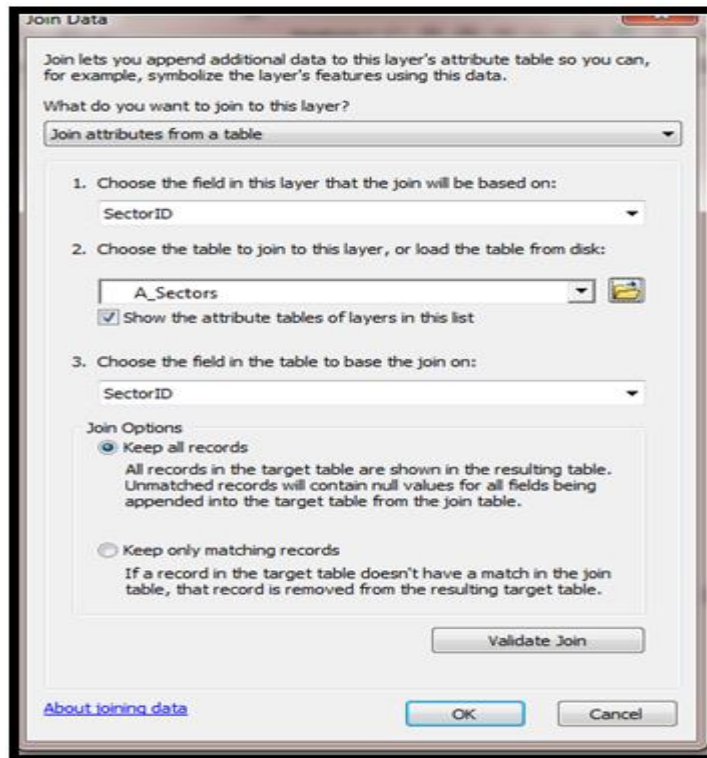 Join Data
Join lets you append additional data to this layer's attribute table so you can,
for example, symbolize the layer's features using this data.
What do you want to join to this layer?
Join attributes from a table
1. Choose the field in this layer that the join will be based on:
SectorID
2. Choose the table to join to this layer, or load the table from disk:
A_Sectors
Show the attribute tables of layers in this list
3. Choose the field in the table to base the join on:
SectorID
Join Options
Keep all records
All records in the target table are shown in the resulting table.
Unmatched records will contain null values for all fields being
appended into the target table from the join table.
Keep only matching records
If a record in the target table doesn't have a match in the join
table, that record is removed from the resulting target table.
Validate Join
About joining data
OK
Cancel